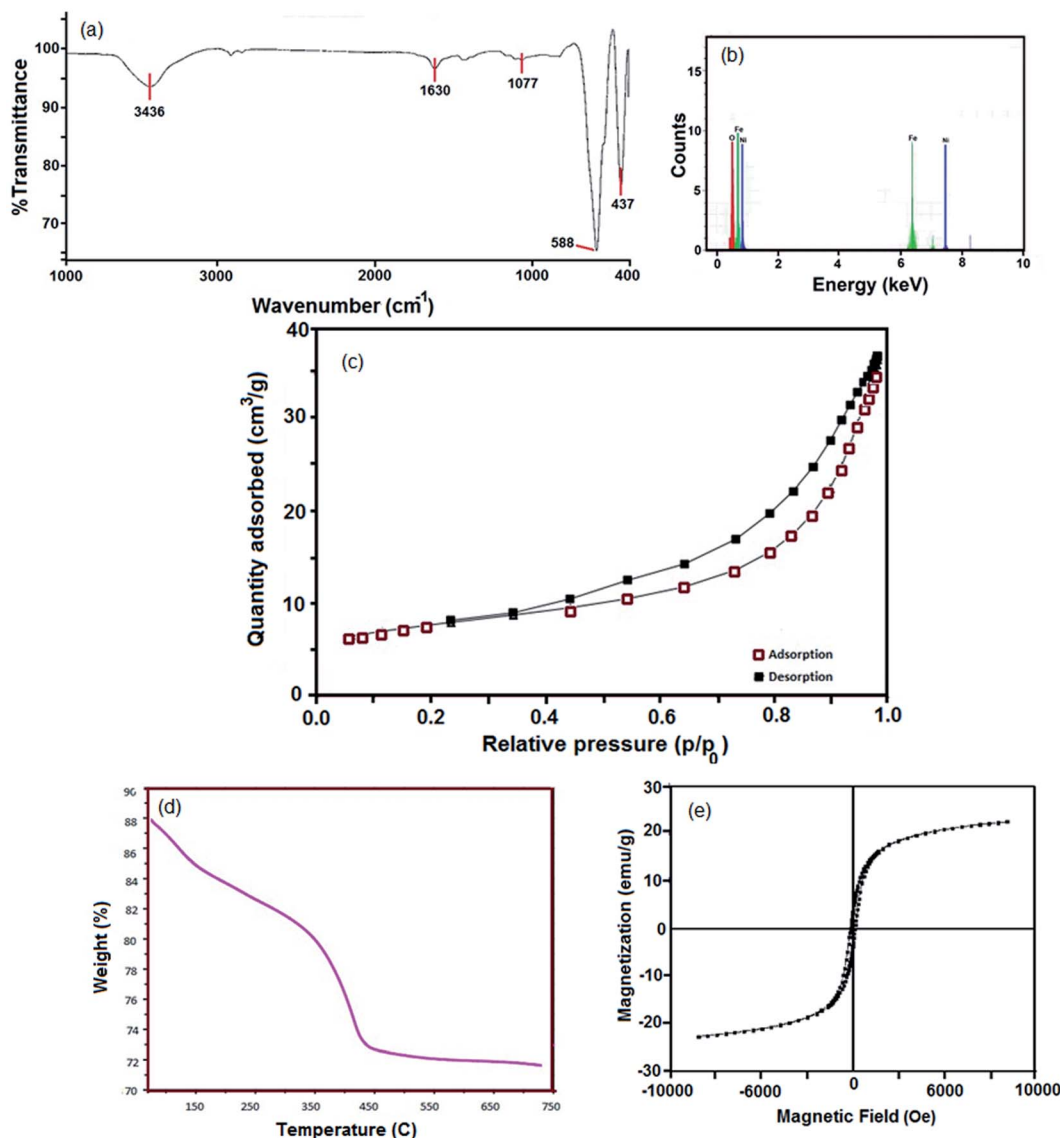 (a)
%Transmittance
100
90
80
70
3436
1630
1077
588
437
1000 3000 2000 1000 400
Wavenumber (cm-1)
(b)
Counts
15
10
5
0
O Fe Ni Fe Ni
0 2 4 6 8 10
Energy (keV)
(c)
Quantity adsorbed (cm3/g)
40
30
20
10
0
Adsorption
Desorption
0.0 0.2 0.4 0.6 0.8 1.0
Relative pressure (p/p0)
(d)
Weight (%)
90
88
86
84
82
80
78
76
74
72
70
150 250 350 450 550 650 750
Temperature (C)
(e)
Magnetization (emu/g)
30
20
10
0
-10
-20
-30
-10000 -6000 0 6000 10000
Magnetic Field (Oe)